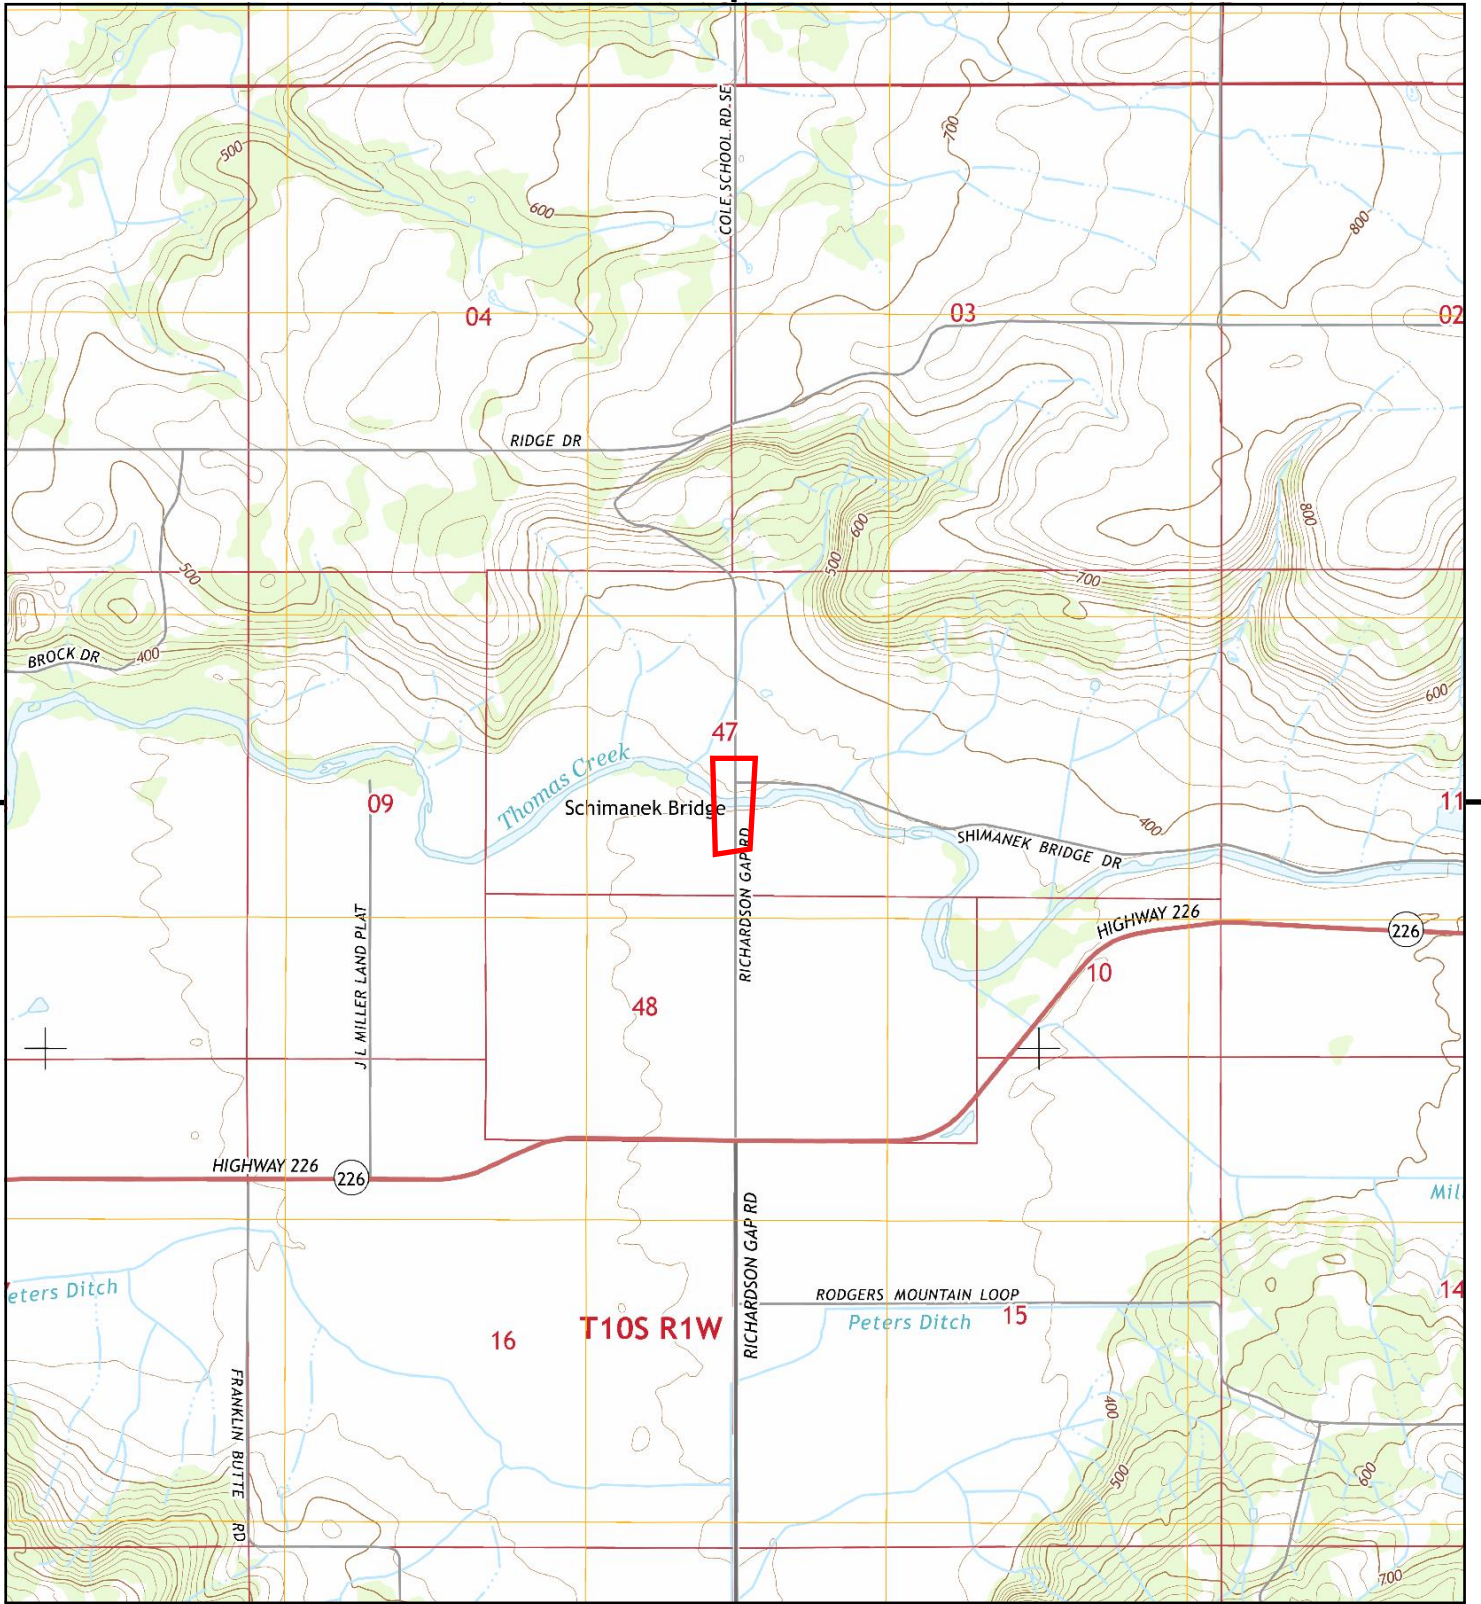 COLE SCHOOL RD SE
700
500
600
800
04
03
02
RIDGE DR
600
800
500
500
700
BROCK DR
400
600
47
Thomas Creek
09
Schimanek Bridge
11
400
SHIMANEK BRIDGE DR
RICHARDSON GAP RD
J L MILLER LAND PLAT
HIGHWAY 226
226
10
48
HIGHWAY 226
226
Mil
RICHARDSON GAP RD
eters Ditch
14
RODGERS MOUNTAIN LOOP
15
T10S R1W
Peters Ditch
16
FRANKLIN BUTTE RD
400
500
600
700